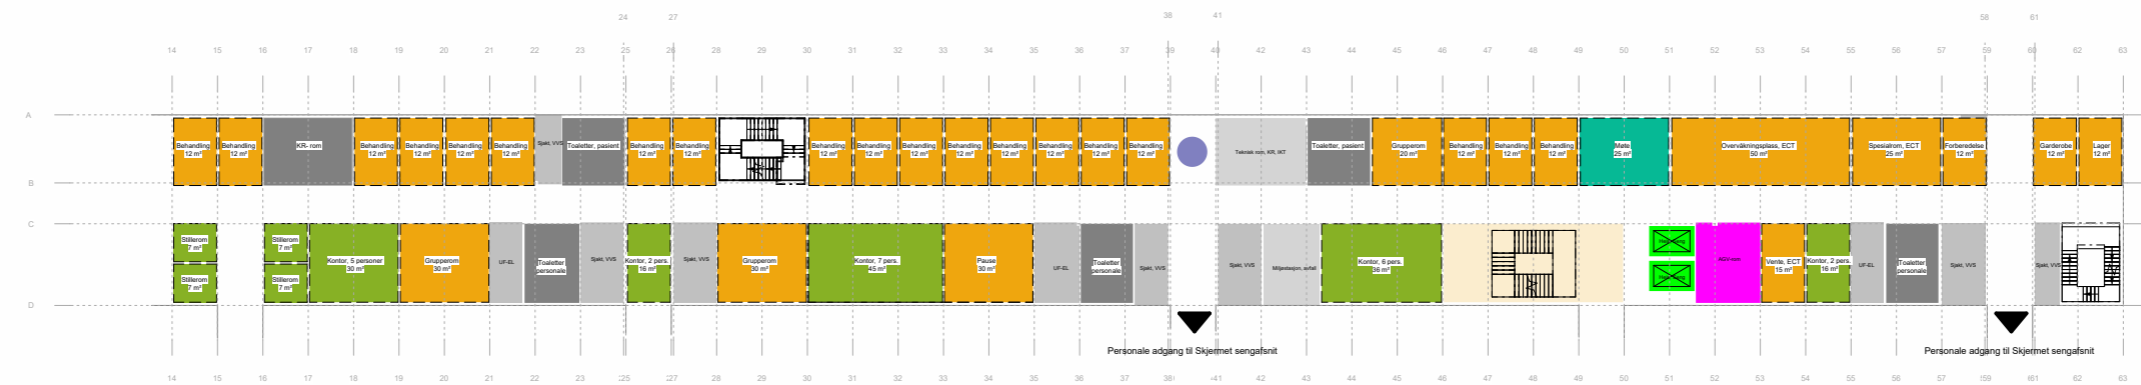 24 27 38 41 58 61
14 15 16 17 18 19 20 21 22 23 24 25 26 27 28 29 30 31 32 33 34 35 36 37 38 39 40 41 42 43 44 45 46 47 48 49 50 51 52 53 54 55 56 57 58 59 60 61 62 63
A
Behandling
12 m²
Behandling
12 m²
KR- rom
Behandling
12 m²
Behandling
12 m²
Behandling
12 m²
Behandling
12 m²
Sjakt, VVS
Toaletter, pasient
Behandling
12 m²
Behandling
12 m²
Behandling
12 m²
Behandling
12 m²
Behandling
12 m²
Behandling
12 m²
Behandling
12 m²
Behandling
12 m²
Behandling
12 m²
Behandling
12 m²
Teknisk rom, KR, IKT
Toaletter, pasient
Grupperom
20 m²
Behandling
12 m²
Behandling
12 m²
Behandling
12 m²
Møte
25 m²
Overvåkningsplass, ECT
50 m²
Spesialrom, ECT
25 m²
Forberedelse
12 m²
Garderobe
12 m²
Lager
12 m²
B
C
Stillerom
7 m²
Stillerom
7 m²
Stillerom
7 m²
Stillerom
7 m²
Kontor, 5 personer
30 m²
Grupperom
30 m²
UF-EL
Toaletter
personale
Sjakt, VVS
Kontor, 2 pers.
16 m²
Sjakt, VVS
Grupperom
30 m²
Kontor, 7 pers.
45 m²
Pause
30 m²
UF-EL
Toaletter
personale
Sjakt, VVS
Sjakt, VVS
Miljøstasjon, avfall
Kontor, 6 pers.
36 m²
AGV-rom
Vente, ECT
15 m²
Kontor, 2 pers.
16 m²
UF-EL
Toaletter
personale
Sjakt, VVS
Sjakt, VVS
D
Personale adgang til Skjermet sengafsnit
Personale adgang til Skjermet sengafsnit